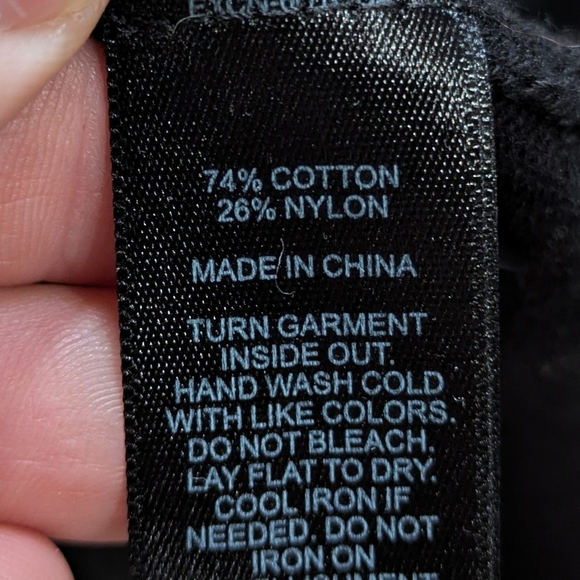 74% COTTON
26% NYLON
MADE IN CHINA
TURN GARMENT
INSIDE OUT.
HAND WASH COLD
WITH LIKE COLORS.
DO NOT BLEACH.
LAY FLAT TO DRY.
COOL IRON IF
NEEDED. DO NOT
IRON ON